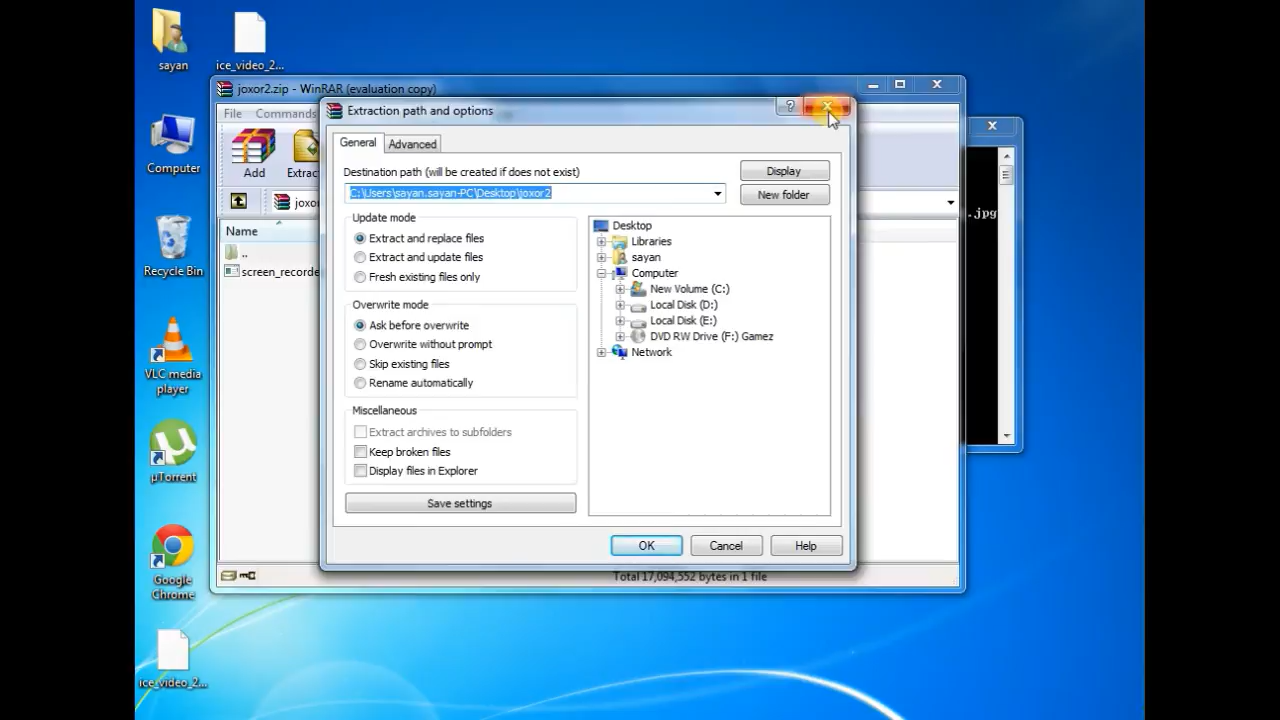 sayan
ice_video_2...
joxor2.zip - WinRAR (evaluation copy)
Extraction path and options
?
File
Commands
General
Advanced
Computer
Add
Extrac
Destination path (will be created if does not exist)
Display
C:\Users\sayan.sayan-PC\Desktop\joxor2
New folder
joxor
.jpg
Update mode
Desktop
Name
Extract and replace files
Libraries
..
Extract and update files
sayan
Recycle Bin
screen_recorde
Fresh existing files only
Computer
New Volume (C:)
Overwrite mode
Local Disk (D:)
Ask before overwrite
Local Disk (E:)
Overwrite without prompt
DVD RW Drive (F:) Gamez
Skip existing files
Network
Rename automatically
VLC media
player
Miscellaneous
Extract archives to subfolders
Keep broken files
Display files in Explorer
µTorrent
Save settings
OK
Cancel
Help
Total 17,094,552 bytes in 1 file
Google
Chrome
ice_video_2...